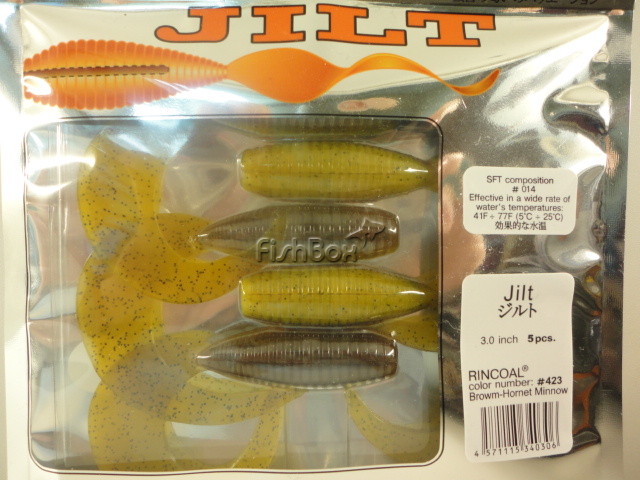 JILT
SFT composition
# 014
Effective in a wide rate of
water's temperatures:
41F ÷ 77F (5℃ ÷ 25℃)
効果的な水温
FishBox
Jilt
ジルト
3.0 inch 5pcs.
RINCOAL®
color number: #423
Browm-Hornet Minnow
4 571115 340306